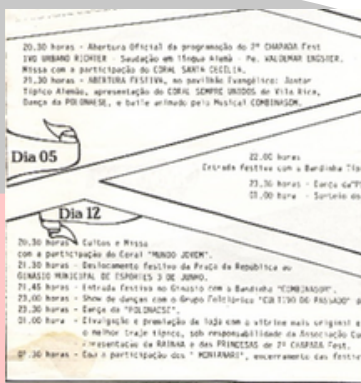 20.30 horas - Abertura Oficial da programação do 2ª CHAPADA Fest
IVO URBANO RICHTER - Saudação em língua Alemã - Pe. WALDEMAR ENGSTER.
Missa com a participação do CORAL SANTA CECÍLIA.
21.30 horas - ABERTURA FESTIVA, no pavilhão Evangélico: Jantar
Típico Alemão, apresentação do CORAL SEMPRE UNIDOS de Vila Rica,
Dança da POLONAESE, e baile animado pelo Musical COMBINASOM.
Dia 05
22.00 horas
Entrada festiva com a Bandinha
23.30 horas - Dança da
01.00 hora - Sorteio
Dia 12
20.30 horas - Cultos e Missa
com a participação do Coral "MUNDO JOVEM".
21.30 horas - Deslocamento festivo da Praça da República ao
GINÁSIO MUNICIPAL DE ESPORTES 3 DE JUNHO.
21.45 horas - Entrada festiva no Ginásio com a Bandinha "COMBINASOM".
23.00 horas - Show de danças com o Grupo Folclórico "CULTIVO DO PASSADO"
23.30 horas - Dança da "POLONAESE".
01.00 hora - Divulgação e premiação da loja com a vitrine mais original e
o melhor traje típico, sob responsabilidade da Associação
Apresentação da RAINHA e das PRINCESAS da 2ª CHAPADA Fest.
horas - Com a participação dos "MONTANARI", encerramento das